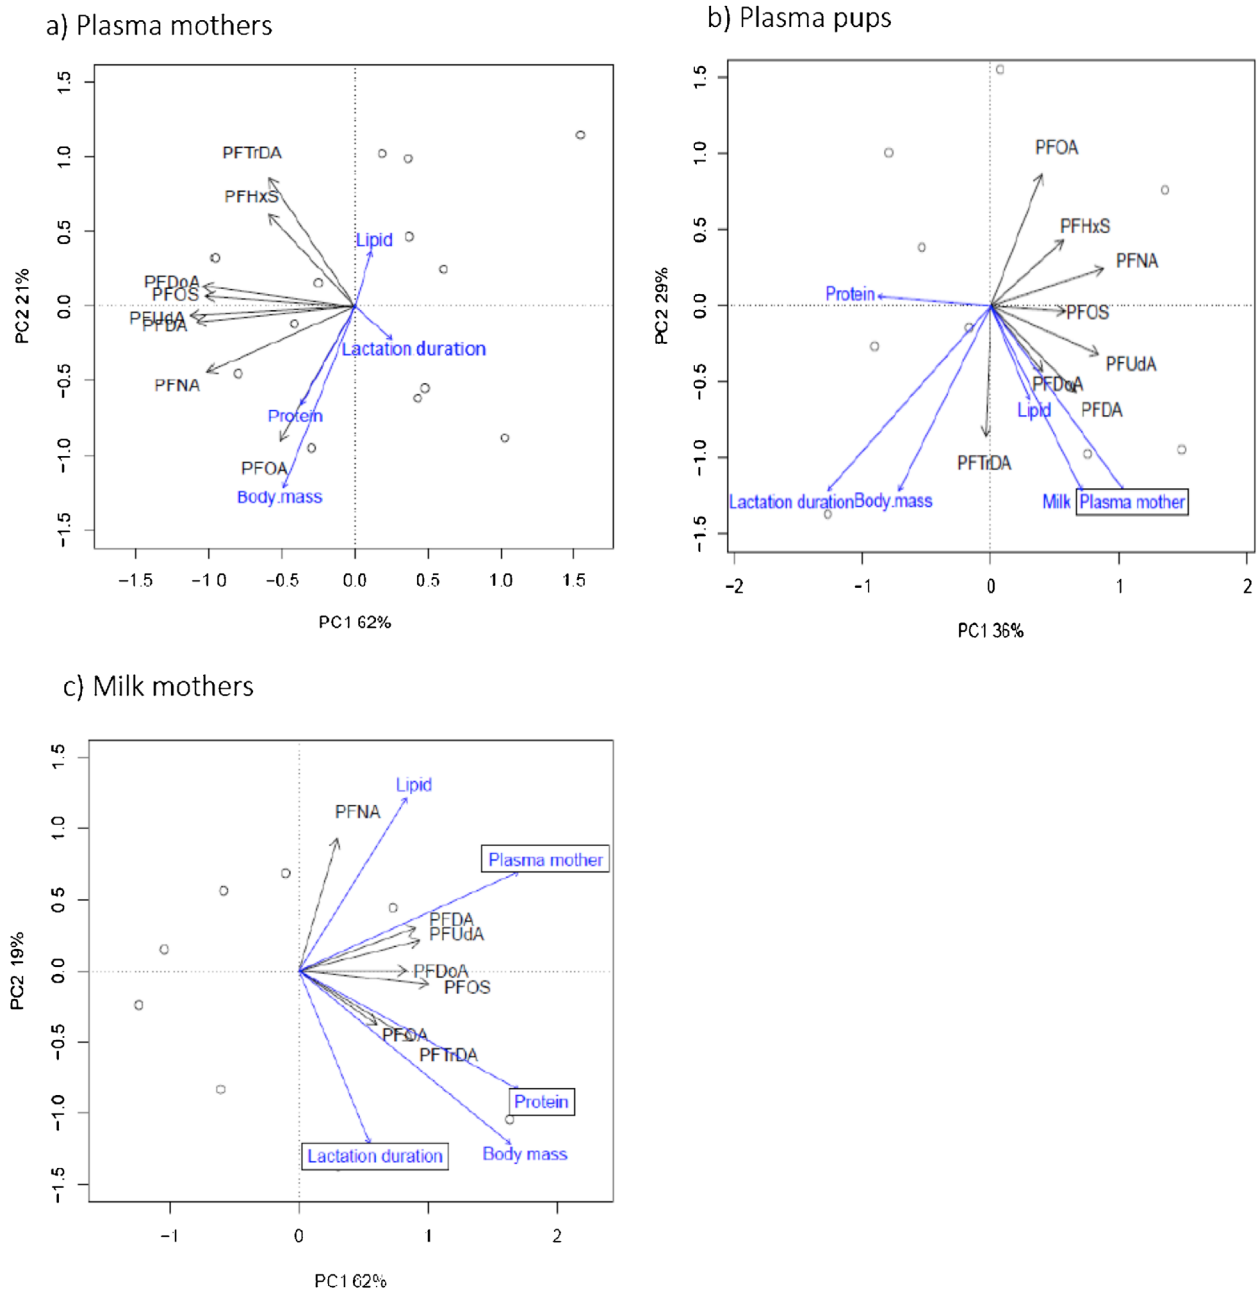 a) Plasma mothers
PC2 21%
1.5
1.0
0.5
0.0
−0.5
−1.0
−1.5
PFTrDA
PFHxS
Lipid
PFDoA
PFOS
PFUdA
PFDA
Lactation duration
PFNA
Protein
PFOA
Body.mass
−1.5 −1.0 −0.5 0.0 0.5 1.0 1.5
PC1 62%
b) Plasma pups
PC2 29%
1.5
1.0
0.5
0.0
−0.5
−1.0
−1.5
PFOA
PFHxS
PFNA
Protein
PFOS
PFUdA
PFDoA
Lipid
PFDA
PFTrDA
Lactation duration Body.mass Milk Plasma mother
−2 −1 0 1 2
PC1 36%
c) Milk mothers
PC2 19%
1.5
1.0
0.5
0.0
−0.5
−1.0
−1.5
Lipid
PFNA
Plasma mother
PFDA
PFUdA
PFDoA
PFOS
PFOA
PFTrDA
Protein
Lactation duration
Body mass
−1 0 1 2
PC1 62%